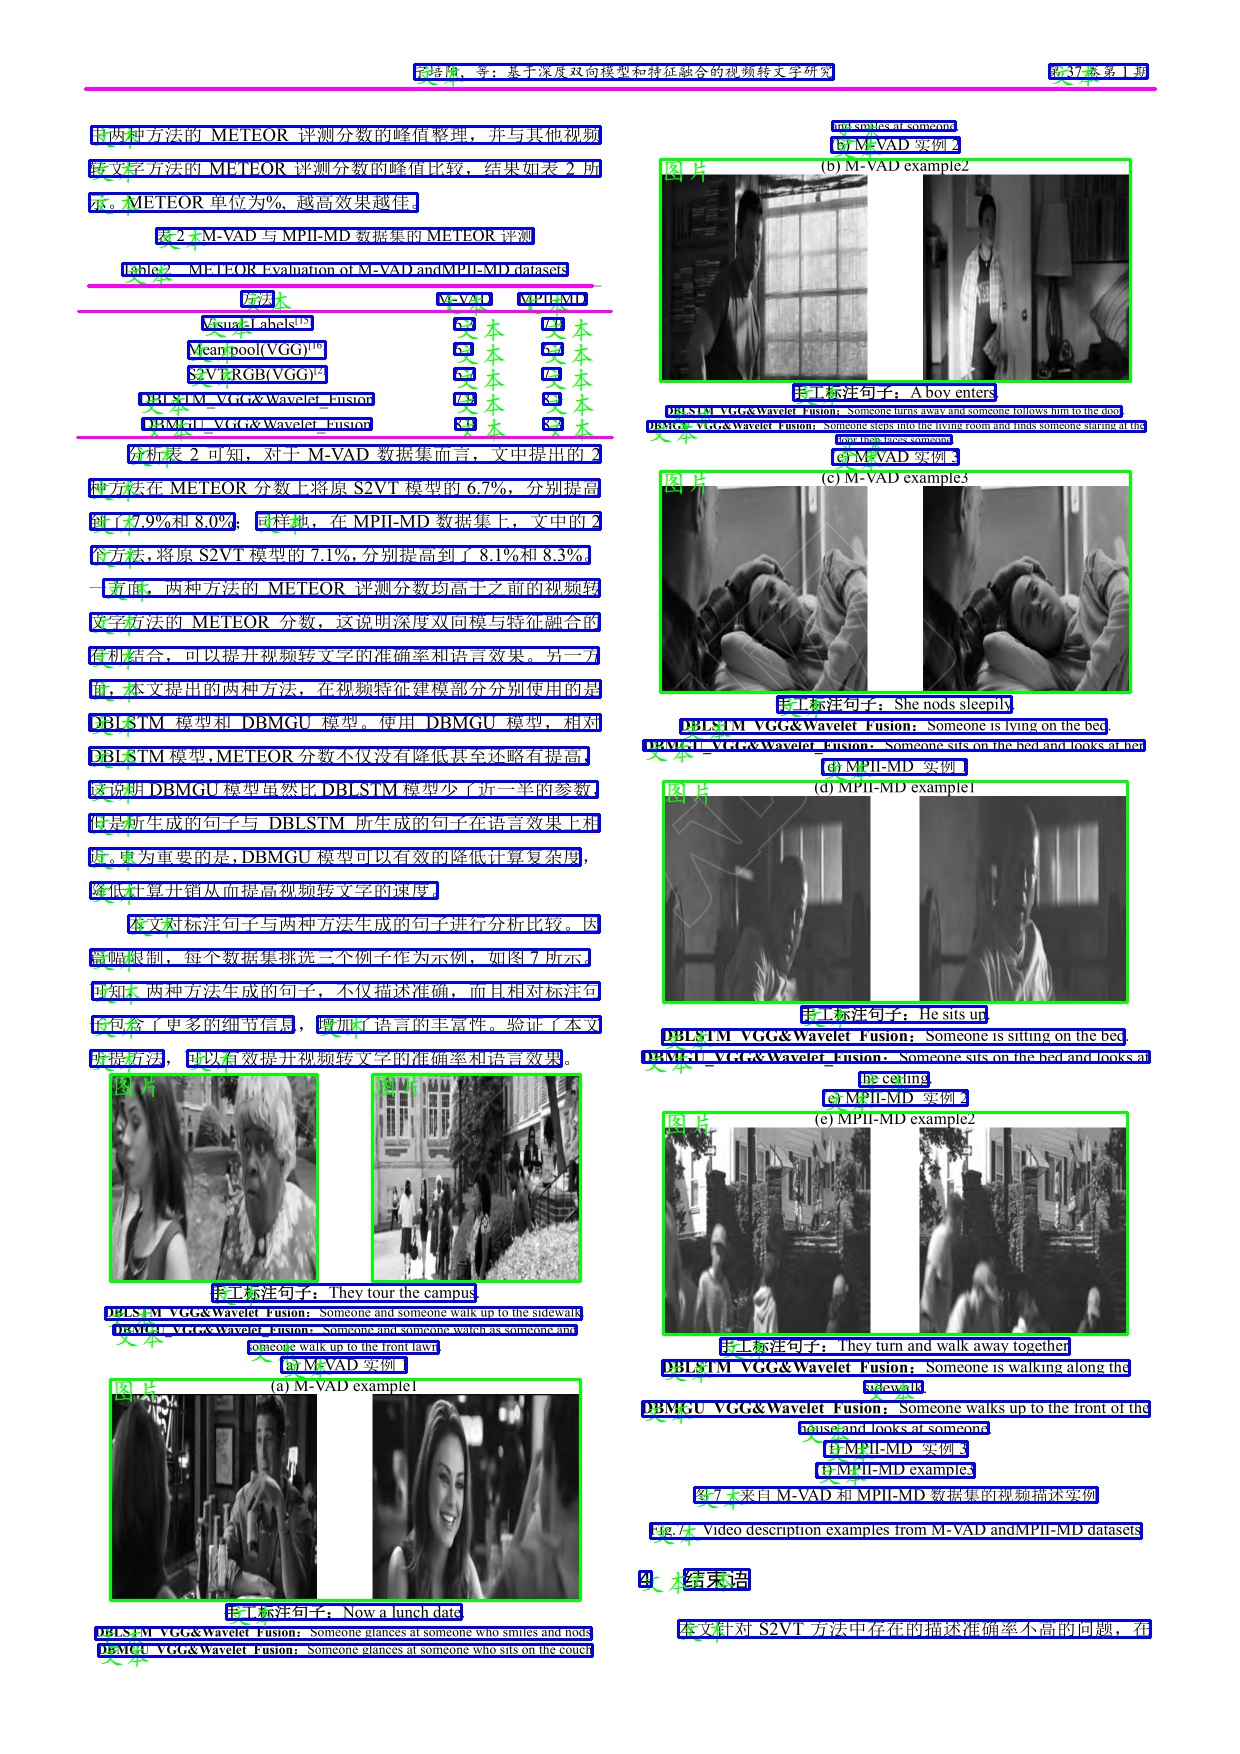 等：基于深度双向模型和特征融合的视频转文字研究
第 37 卷第 1 期
两种方法的 METEOR 评测分数的峰值整理，并与其他视频
转文字方法的 METEOR 评测分数的峰值比较，结果如表 2 所
示。METEOR 单位为%, 越高效果越佳。
表 2 M-VAD 与 MPII-MD 数据集的 METEOR 评测
Table 2 METEOR Evaluation of M-VAD andMPII-MD datasets
方法 M-VAD MPII-MD
Visual-Labels[15]
Mean pool(VGG)[16]
S2VT RGB(VGG)[12]
DBLSTM_VGG&Wavelet_Fusion
DBMGU_VGG&Wavelet_Fusion
分析表 2 可知，对于 M-VAD 数据集而言，文中提出的 2
种方法在 METEOR 分数上将原 S2VT 模型的 6.7%，分别提高
到了 7.9%和 8.0%；同样地，在 MPII-MD 数据集上，文中的 2
个方法，将原 S2VT 模型的 7.1%，分别提高到了 8.1%和 8.3%。
一方面，两种方法的 METEOR 评测分数均高于之前的视频转
文字方法的 METEOR 分数，这说明深度双向模与特征融合的
有机结合，可以提升视频转文字的准确率和语言效果。另一方
面，本文提出的两种方法，在视频特征建模部分分别使用的是
DBLSTM 模型和 DBMGU 模型。使用 DBMGU 模型，相对
DBLSTM 模型，METEOR 分数不仅没有降低甚至还略有提高，
这说明 DBMGU 模型虽然比 DBLSTM 模型少了近一半的参数，
但是所生成的句子与 DBLSTM 所生成的句子在语言效果上相
近。更为重要的是，DBMGU 模型可以有效的降低计算复杂度，
降低计算开销从而提高视频转文字的速度。
本文对标注句子与两种方法生成的句子进行分析比较。因
篇幅限制，每个数据集挑选三个例子作为示例，如图 7 所示。
可知，两种方法生成的句子，不仅描述准确，而且相对标注句
子包含了更多的细节信息，增加了语言的丰富性。验证了本文
所提方法，可以有效提升视频转文字的准确率和语言效果。
手工标注句子：They tour the campus.
DBLSTM_VGG&Wavelet_Fusion：Someone and someone walk up to the sidewalk.
DBMGU_VGG&Wavelet_Fusion：Someone and someone watch as someone and
someone walk up to the front lawn.
(a) M-VAD 实例 1
(a) M-VAD example1
手工标注句子：Now a lunch date.
DBLSTM_VGG&Wavelet_Fusion：Someone glances at someone who smiles and nods.
DBMGU_VGG&Wavelet_Fusion：Someone glances at someone who sits on the couch
and smiles at someone.
(b) M-VAD 实例 2
(b) M-VAD example2
手工标注句子：A boy enters.
DBLSTM_VGG&Wavelet_Fusion：Someone turns away and someone follows him to the door.
DBMGU_VGG&Wavelet_Fusion：Someone steps into the living room and finds someone staring at the
door then faces someone.
(c) M-VAD 实例 3
(c) M-VAD example3
手工标注句子：She nods sleepily.
DBLSTM_VGG&Wavelet_Fusion：Someone is lying on the bed.
DBMGU_VGG&Wavelet_Fusion：Someone sits on the bed and looks at her.
(d) MPII-MD 实例 1
(d) MPII-MD example1
手工标注句子：He sits up.
DBLSTM_VGG&Wavelet_Fusion：Someone is sitting on the bed.
DBMGU_VGG&Wavelet_Fusion：Someone sits on the bed and looks at
the ceiling.
(e) MPII-MD 实例 2
(e) MPII-MD example2
手工标注句子：They turn and walk away together.
DBLSTM_VGG&Wavelet_Fusion：Someone is walking along the
sidewalk.
DBMGU_VGG&Wavelet_Fusion：Someone walks up to the front of the
house and looks at someone.
(f) MPII-MD 实例 3
(f) MPII-MD example3
图 7 来自 M-VAD 和 MPII-MD 数据集的视频描述实例
Fig.7 Video description examples from M-VAD andMPII-MD datasets
4 结束语
本文针对 S2VT 方法中存在的描述准确率不高的问题，在